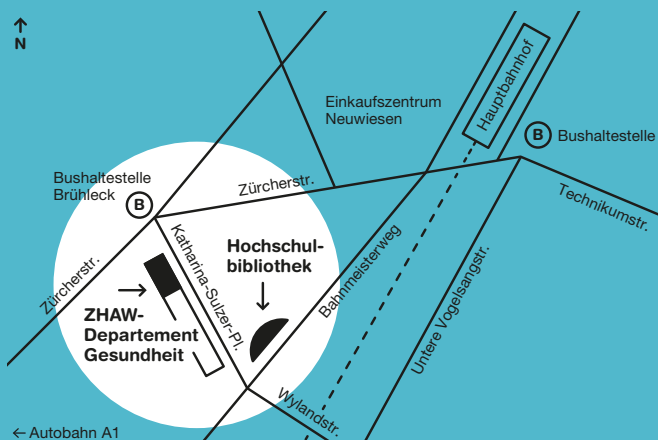 N
Einkaufszentrum
Neuwiesen
Hauptbahnhof
B
Bushaltestelle
Bushaltestelle
Brühleck
B
Zürcherstr.
Technikumstr.
Zürcherstr.
Katharina-Sulzer-Pl.
Hochschul-
bibliothek
Bahnmeisterweg
Untere Vogelsangstr.
ZHAW-
Departement
Gesundheit
Wylandstr.
← Autobahn A1